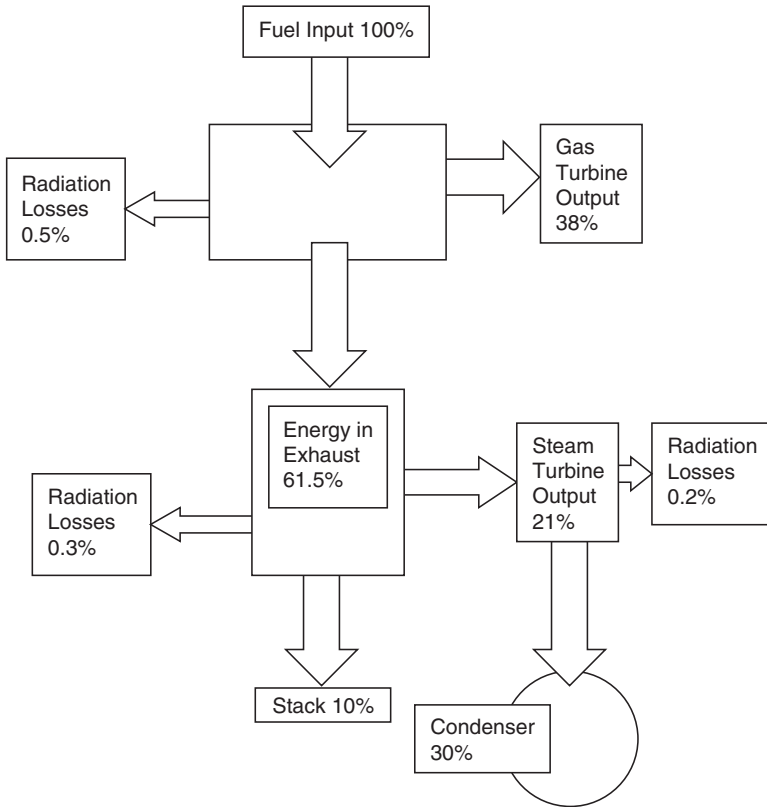 Fuel Input 100%
Gas
Turbine
Output
38%
Radiation
Losses
0.5%
Energy in
Exhaust
61.5%
Steam
Turbine
Output
21%
Radiation
Losses
0.2%
Radiation
Losses
0.3%
Stack 10%
Condenser
30%